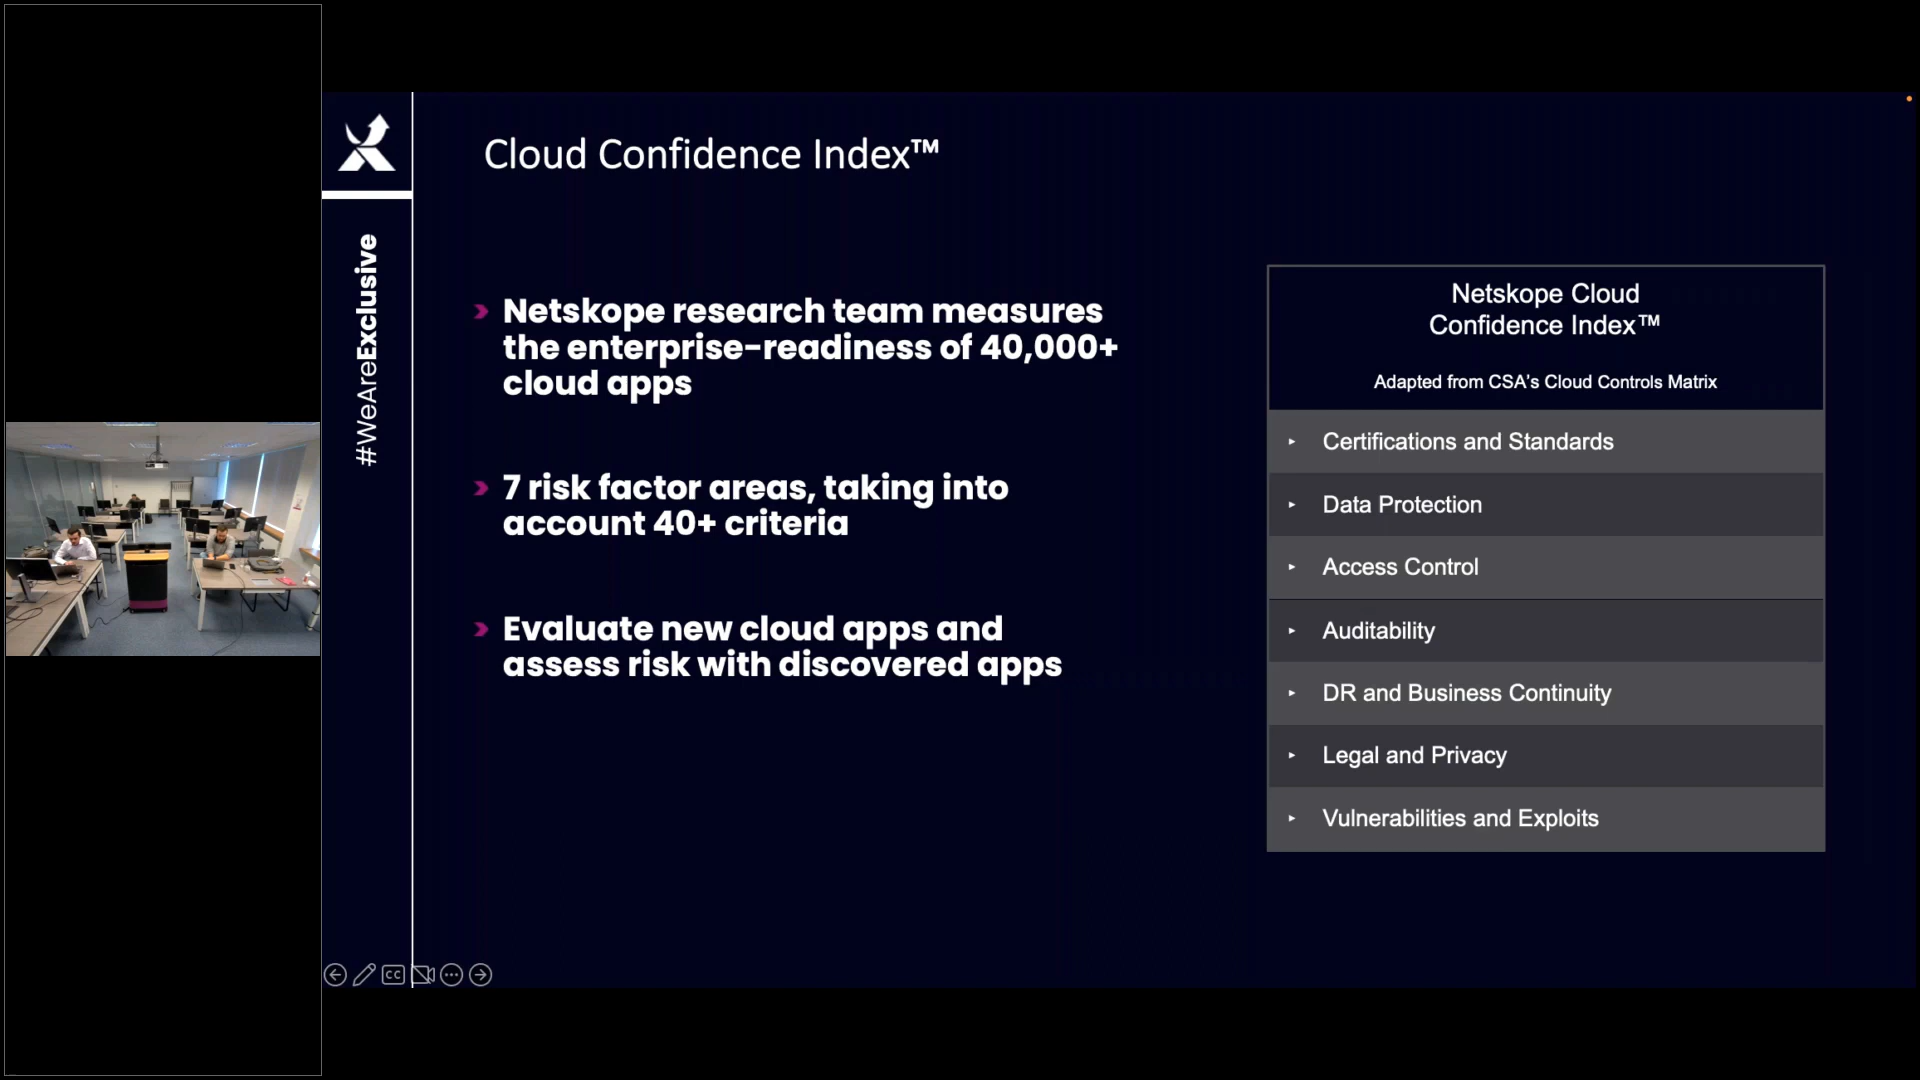 Cloud Confidence Index™
#WeAreExclusive
Netskope research team measures
the enterprise-readiness of 40,000+
cloud apps
7 risk factor areas, taking into
account 40+ criteria
Evaluate new cloud apps and
assess risk with discovered apps
Netskope Cloud
Confidence Index™
Adapted from CSA's Cloud Controls Matrix
Certifications and Standards
Data Protection
Access Control
Auditability
DR and Business Continuity
Legal and Privacy
Vulnerabilities and Exploits
CC